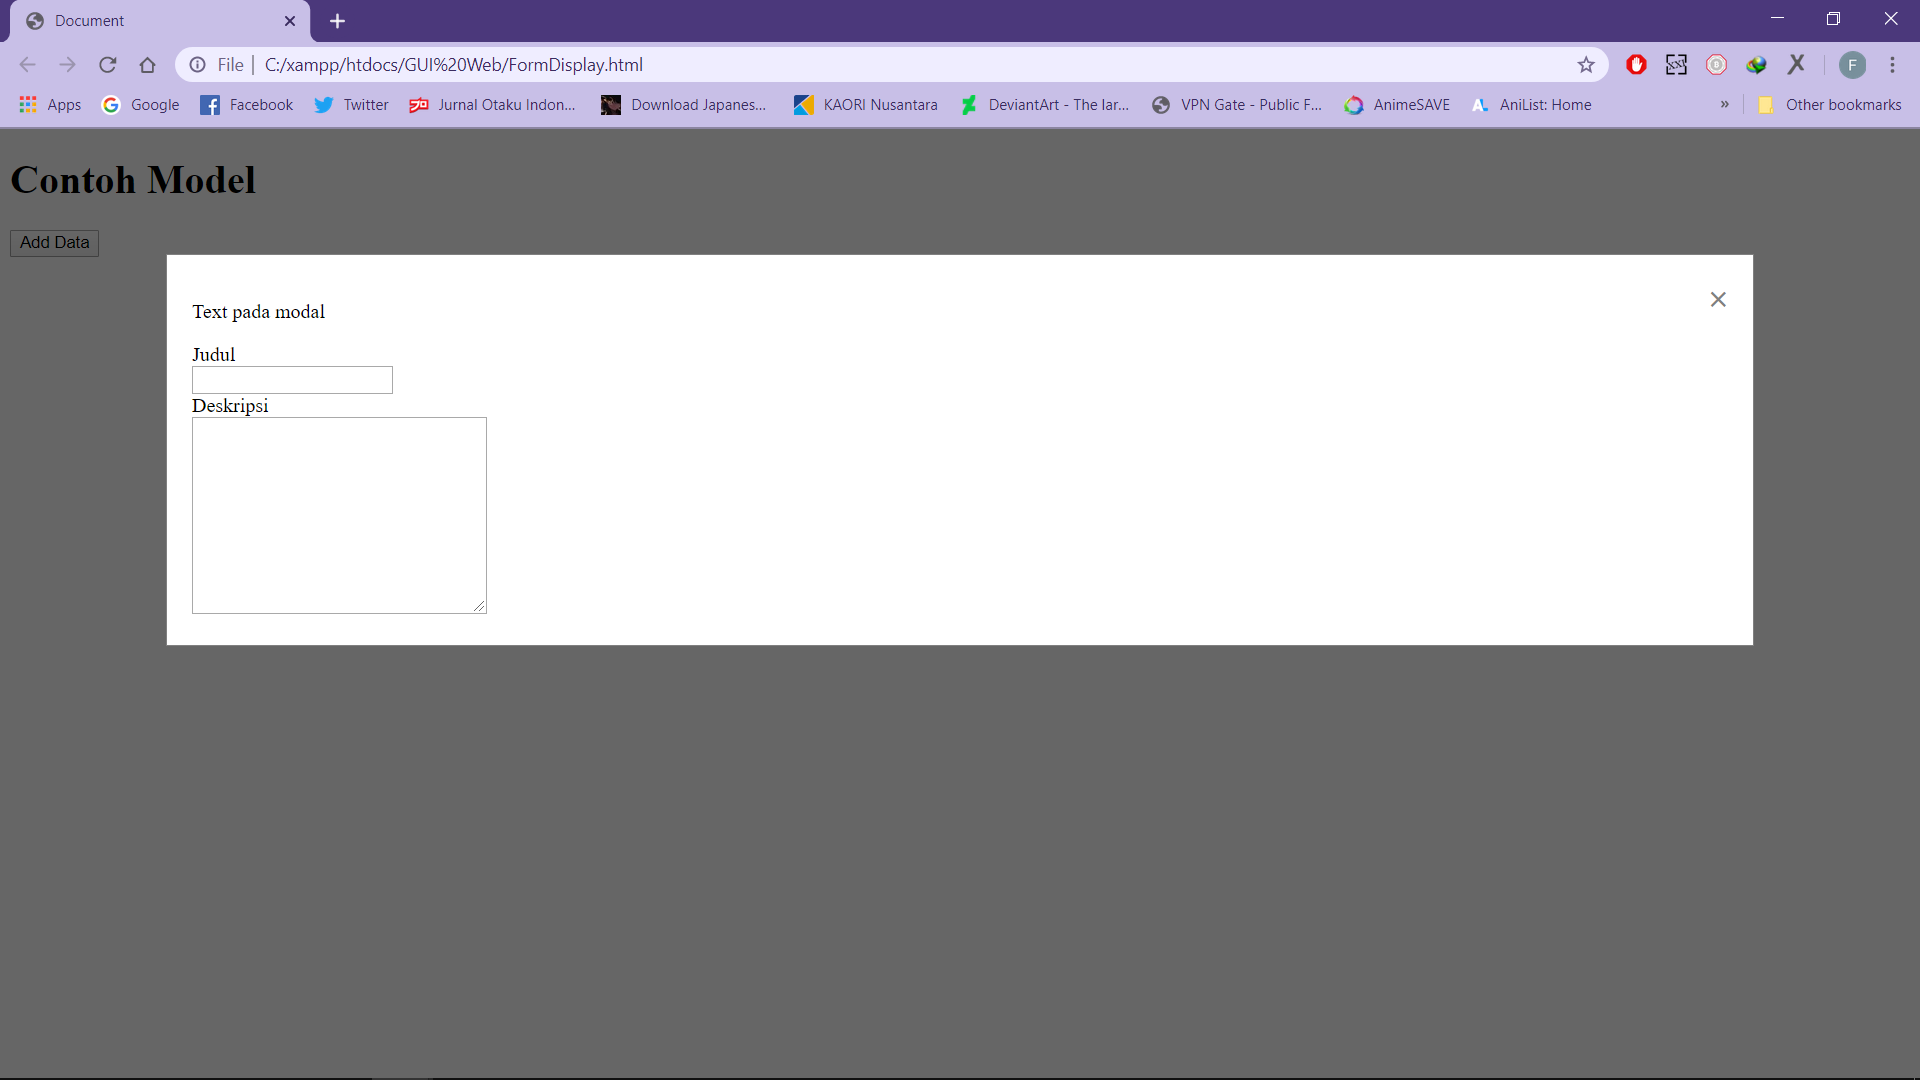 Document
File C:/xampp/htdocs/GUI%20Web/FormDisplay.html F
Apps Google Facebook Twitter Jurnal Otaku Indon... Download Japanes... KAORI Nusantara DeviantArt - The lar... VPN Gate - Public F... AnimeSAVE AniList: Home » Other bookmarks
Contoh Model
Add Data
Text pada modal
Judul
Deskripsi